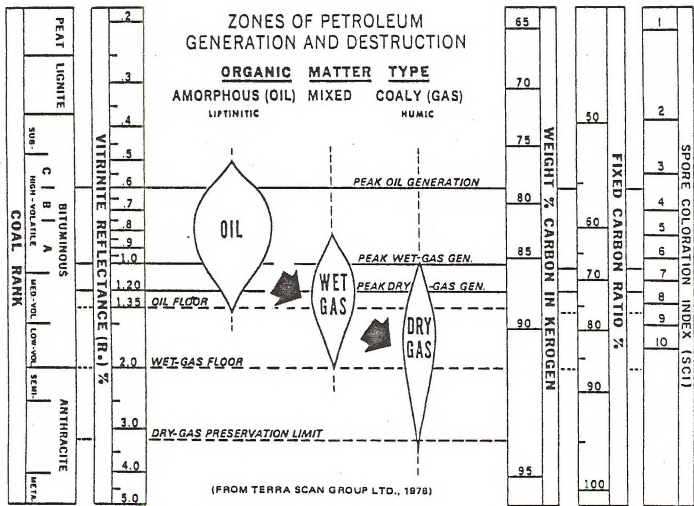 ZONES OF PETROLEUM
GENERATION AND DESTRUCTION
ORGANIC MATTER TYPE
AMORPHOUS (OIL) MIXED COALY (GAS)
LIPTINITIC HUMIC
COAL RANK
PEAT
LIGNITE
BITUMINOUS
SUB-
HIGH-VOLATILE
C B A
MED-VOL
LOW-VOL
ANTHRACITE
SEMI-
META.
VITRINITE REFLECTANCE (R.) %
.2
.3
.4
.5
.6
.7
.8
.9
1.0
1.20
1.35
2.0
3.0
4.0
5.0
PEAK OIL GENERATION
OIL
PEAK WET-GAS GEN.
WET
GAS
PEAK DRY-GAS GEN.
OIL FLOOR
DRY
GAS
WET-GAS FLOOR
DRY-GAS PRESERVATION LIMIT
(FROM TERRA SCAN GROUP LTD., 1978)
65
70
75
80
85
90
95
WEIGHT % CARBON IN KEROGEN
50
60
70
80
90
100
FIXED CARBON RATIO %
1
2
3
4
5
6
7
8
9
10
SPORE COLORATION INDEX (SCI)